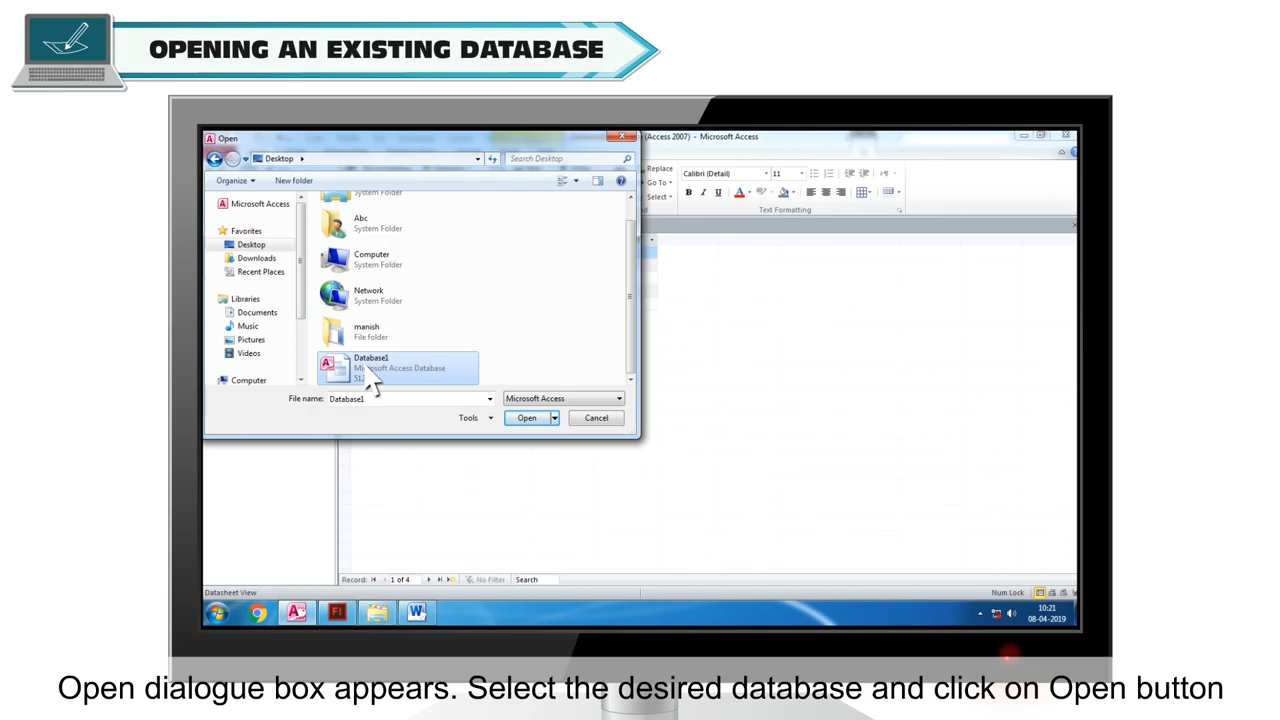 OPENING AN EXISTING DATABASE
Open
(Access 2007) - Microsoft Access
Desktop
Search Desktop
Organize
New folder
Replace
Go To
Select
Calibri (Detail)
11
B I U A
Text Formatting
Microsoft Access
Favorites
Desktop
Downloads
Recent Places
Libraries
Documents
Music
Pictures
Videos
Computer
System Folder
Abc
System Folder
Computer
System Folder
Network
System Folder
manish
File folder
Database1
Microsoft Access Database
File name:
Database1
Microsoft Access
Tools
Open
Cancel
Record:
1 of 4
No Filter
Search
Datasheet View
Num Lock
10:21
08-04-2019
Open dialogue box appears. Select the desired database and click on Open button